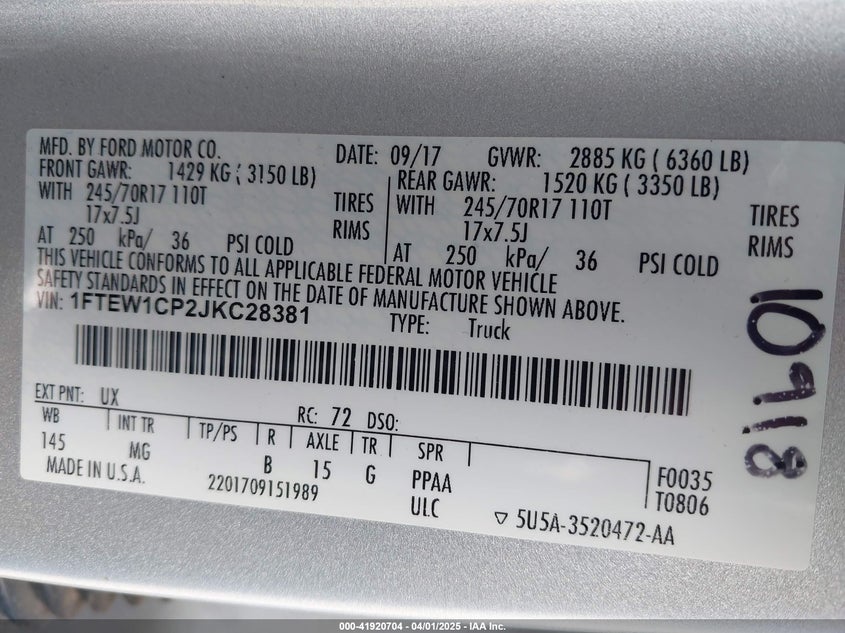 MFD. BY FORD MOTOR CO. DATE: 09/17 GVWR: 2885 KG ( 6360 LB)
FRONT GAWR: 1429 KG ( 3150 LB) REAR GAWR: 1520 KG ( 3350 LB)
WITH 245/70R17 110T TIRES WITH 245/70R17 110T TIRES
17x7.5J RIMS 17x7.5J RIMS
AT 250 kPa/ 36 PSI COLD AT 250 kPa/ 36 PSI COLD
THIS VEHICLE CONFORMS TO ALL APPLICABLE FEDERAL MOTOR VEHICLE
SAFETY STANDARDS IN EFFECT ON THE DATE OF MANUFACTURE SHOWN ABOVE.
VIN: 1FTEW1CP2JKC28381 TYPE: Truck
EXT PNT: UX RC: 72 DSO:
WB INT TR TP/PS R AXLE TR SPR
145 MG B 15 G PPAA F0035
MADE IN U.S.A. 2201709151989 ULC T0806
5U5A-3520472-AA
10918
000-41920704 - 04/01/2025 - IAA Inc.